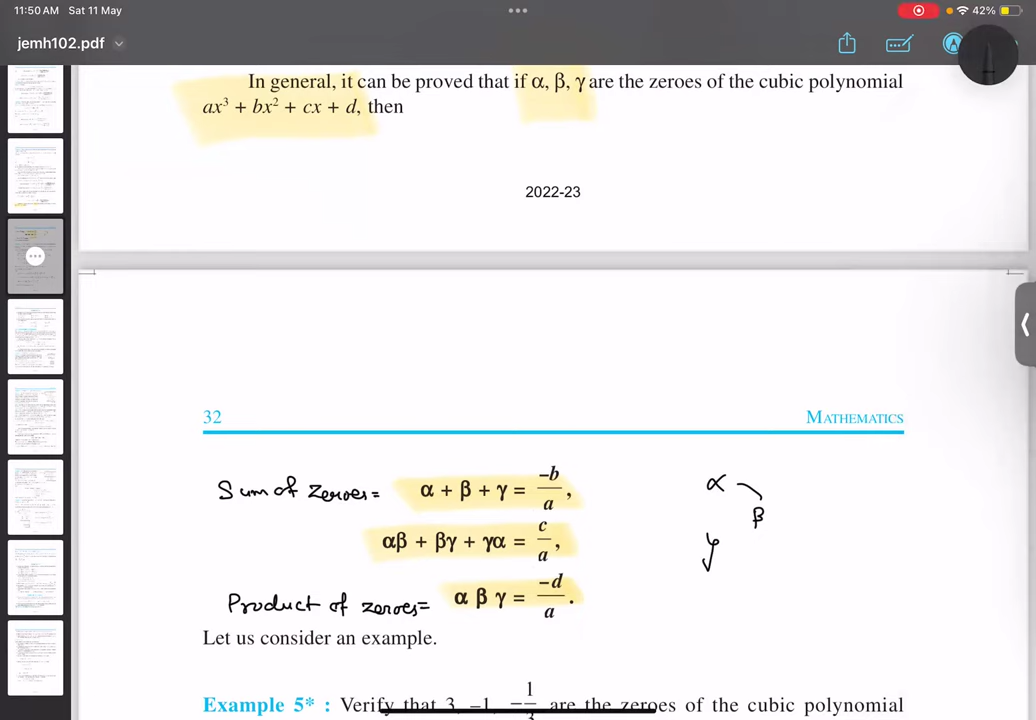 11:50 AM Sat 11 May
42%
jemh102.pdf
In general, it can be proved that if α, β, γ are the zeroes of the cubic polynomial
ax³ + bx² + cx + d, then
2022-23
32 MATHEMATICS
Sum of zeroes= α + β + γ = –b/a,
αβ + βγ + γα = c/a,
Product of zeroes= α β γ = –d/a.
α
β
γ
Let us consider an example.
Example 5* : Verify that 3, –1, –1/3 are the zeroes of the cubic polynomial